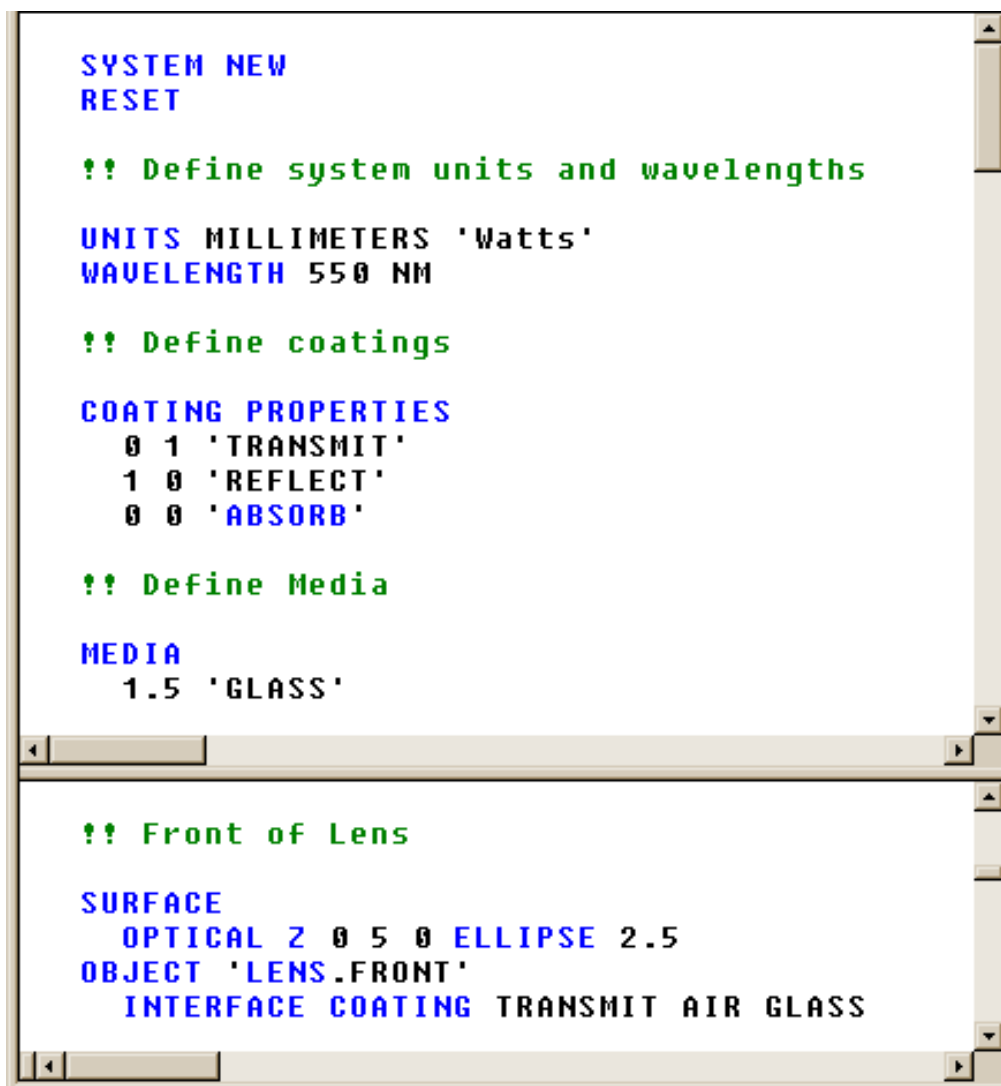 SYSTEM NEW
RESET
!! Define system units and wavelengths
UNITS MILLIMETERS 'Watts'
WAVELENGTH 550 NM
!! Define coatings
COATING PROPERTIES
0 1 'TRANSMIT'
1 0 'REFLECT'
0 0 'ABSORB'
!! Define Media
MEDIA
1.5 'GLASS'
!! Front of Lens
SURFACE
OPTICAL Z 0 5 0 ELLIPSE 2.5
OBJECT 'LENS.FRONT'
INTERFACE COATING TRANSMIT AIR GLASS